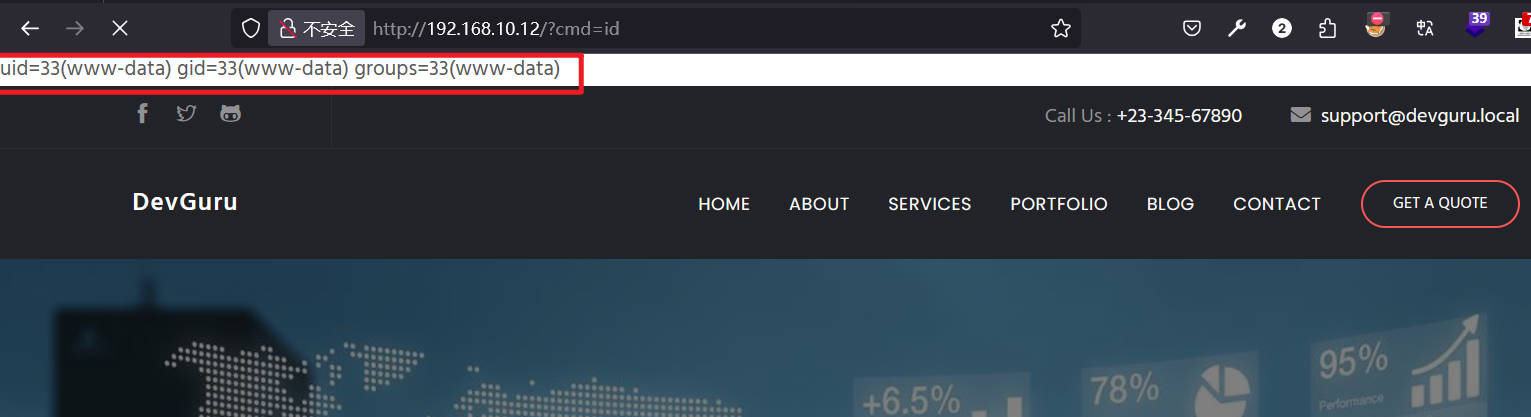 不安全 http://192.168.10.12/?cmd=id 2 39
uid=33(www-data) gid=33(www-data) groups=33(www-data)
Call Us : +23-345-67890 support@devguru.local
DevGuru HOME ABOUT SERVICES PORTFOLIO BLOG CONTACT GET A QUOTE
95%
Performance
78%
+6.5%